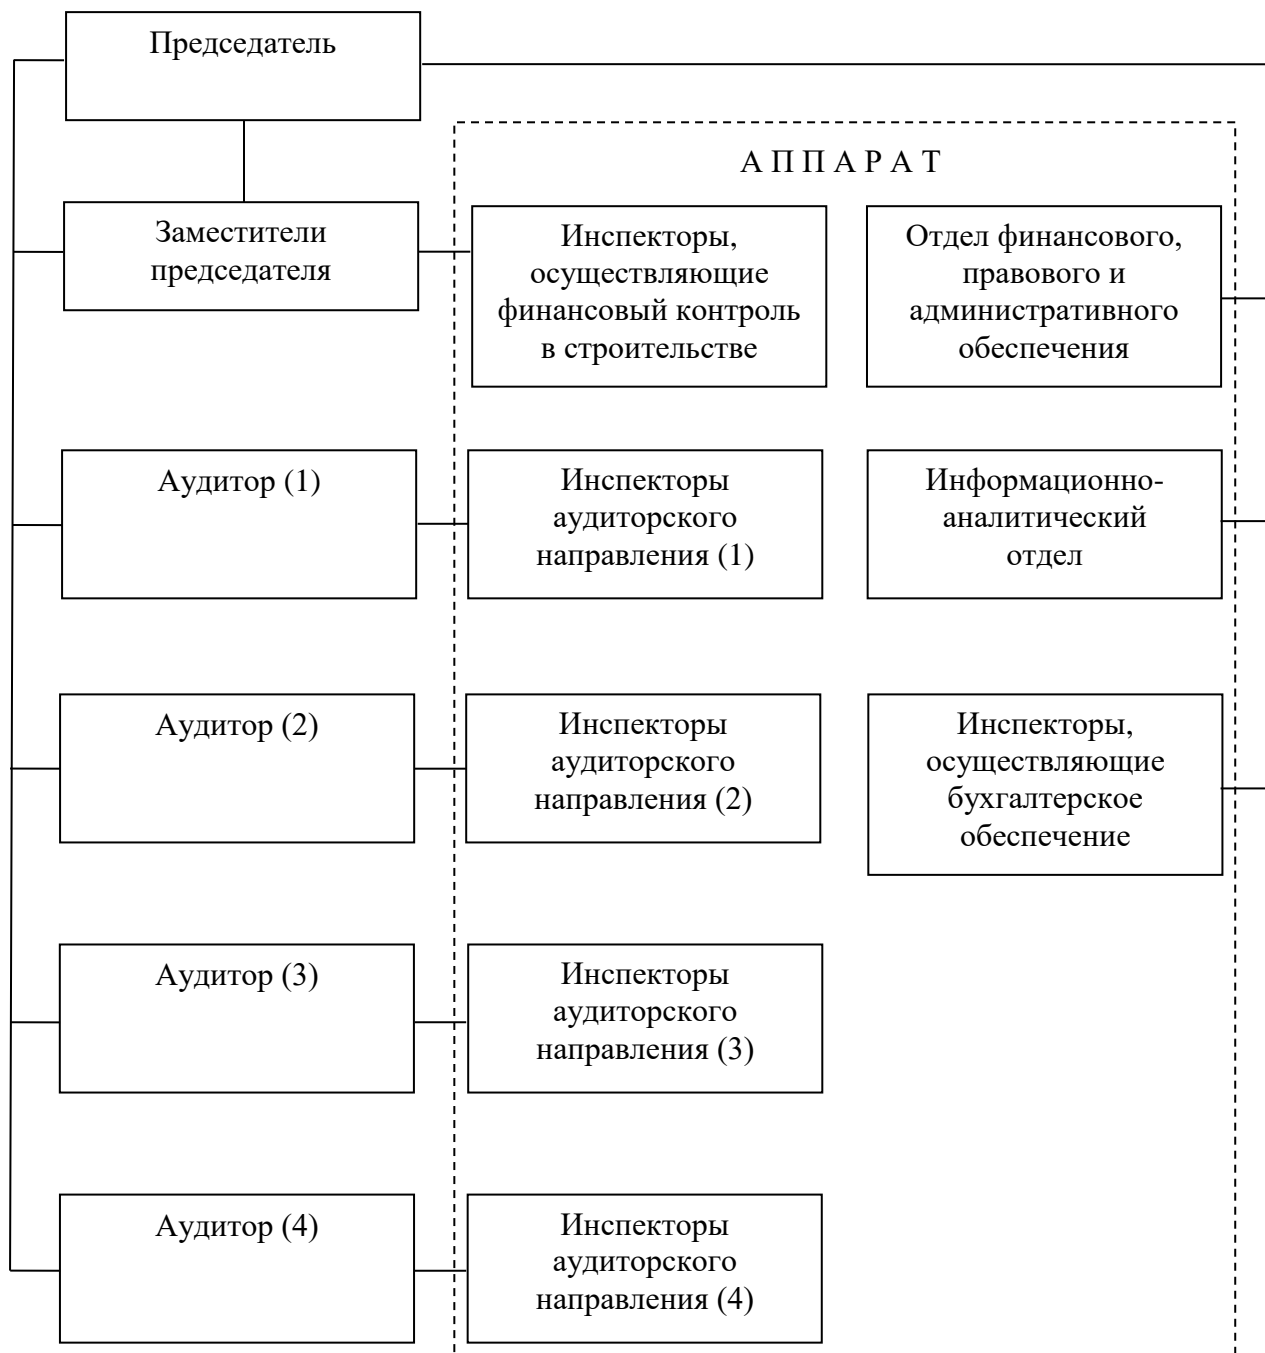 Председатель
А П П А Р А Т
Заместители
председателя
Инспекторы,
осуществляющие
финансовый контроль
в строительстве
Отдел финансового,
правового и
административного
обеспечения
Аудитор (1)
Инспекторы
аудиторского
направления (1)
Информационно-
аналитический
отдел
Аудитор (2)
Инспекторы
аудиторского
направления (2)
Инспекторы,
осуществляющие
бухгалтерское
обеспечение
Аудитор (3)
Инспекторы
аудиторского
направления (3)
Аудитор (4)
Инспекторы
аудиторского
направления (4)